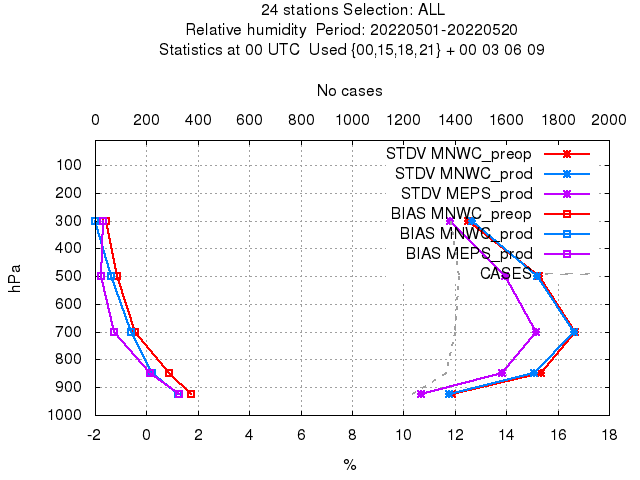 24 stations Selection: ALL
Relative humidity  Period: 20220501-20220520
Statistics at 00 UTC  Used {00,15,18,21} + 00 03 06 09
No cases
0 200 400 600 800 1000 1200 1400 1600 1800 2000
STDV MNWC_preop
STDV MNWC_prod
STDV MEPS_prod
BIAS MNWC_preop
BIAS MNWC_prod
BIAS MEPS_prod
CASES
hPa
100
200
300
400
500
600
700
800
900
1000
-2 0 2 4 6 8 10 12 14 16 18
%